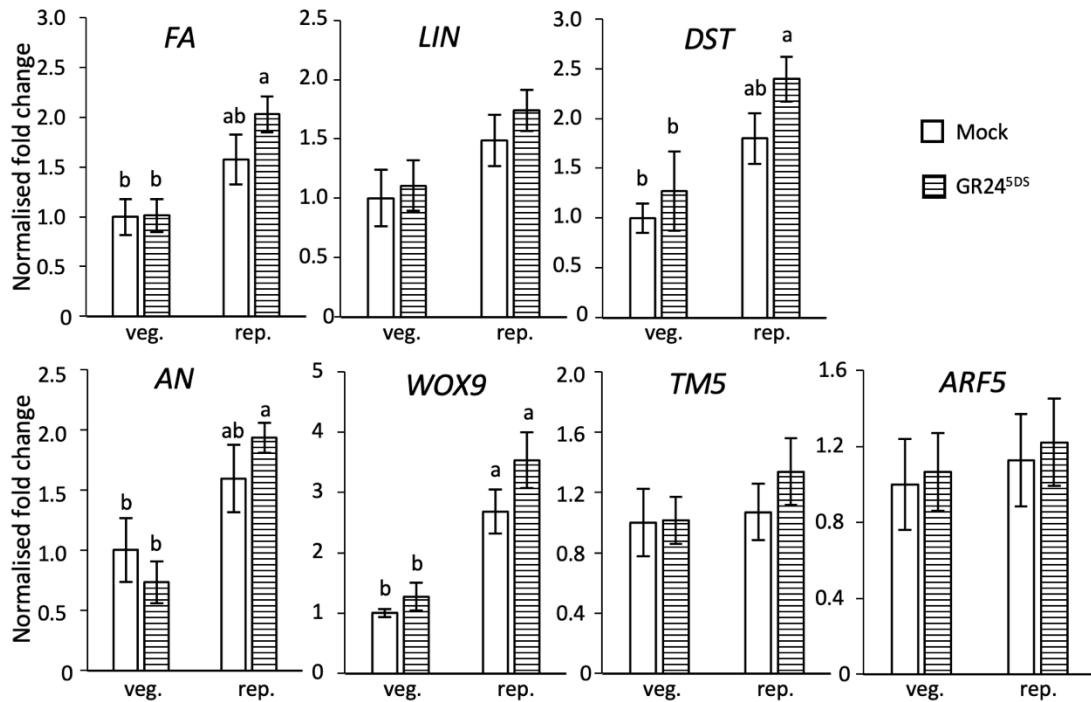 Normalised fold change
FA
3.0
2.5
2.0
1.5
1.0
0.5
0
b
b
ab
a
veg.
rep.
LIN
2.5
2.0
1.5
1.0
0.5
0
veg.
rep.
DST
3.0
2.5
2.0
1.5
1.0
0.5
0
b
b
ab
a
veg.
rep.
Mock
GR24⁵ᴰˢ
Normalised fold change
AN
2.5
2.0
1.5
1.0
0.5
0
b
b
ab
a
veg.
rep.
WOX9
5
4
3
2
1
0
b
b
a
a
veg.
rep.
TM5
2.0
1.6
1.2
0.8
0.4
0
veg.
rep.
ARF5
1.6
1.2
0.8
0.4
0
veg.
rep.